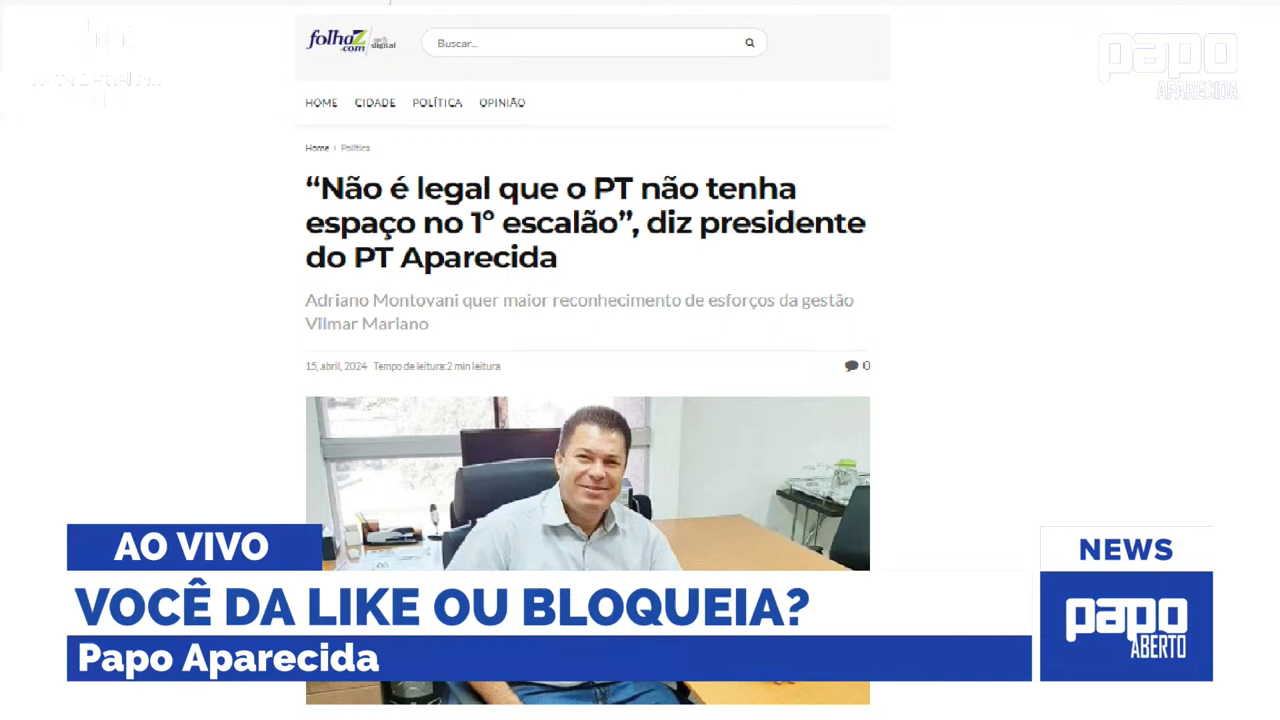 folhaZ
.com
digital
Buscar...
PAPO
APARECIDA
HOME CIDADE POLÍTICA OPINIÃO
Home › Política
“Não é legal que o PT não tenha
espaço no 1º escalão”, diz presidente
do PT Aparecida
Adriano Montovani quer maior reconhecimento de esforços da gestão
Vilmar Mariano
15, abril, 2024 Tempo de leitura:2 min leitura
0
AO VIVO
VOCÊ DA LIKE OU BLOQUEIA?
Papo Aparecida
NEWS
papo
ABERTO